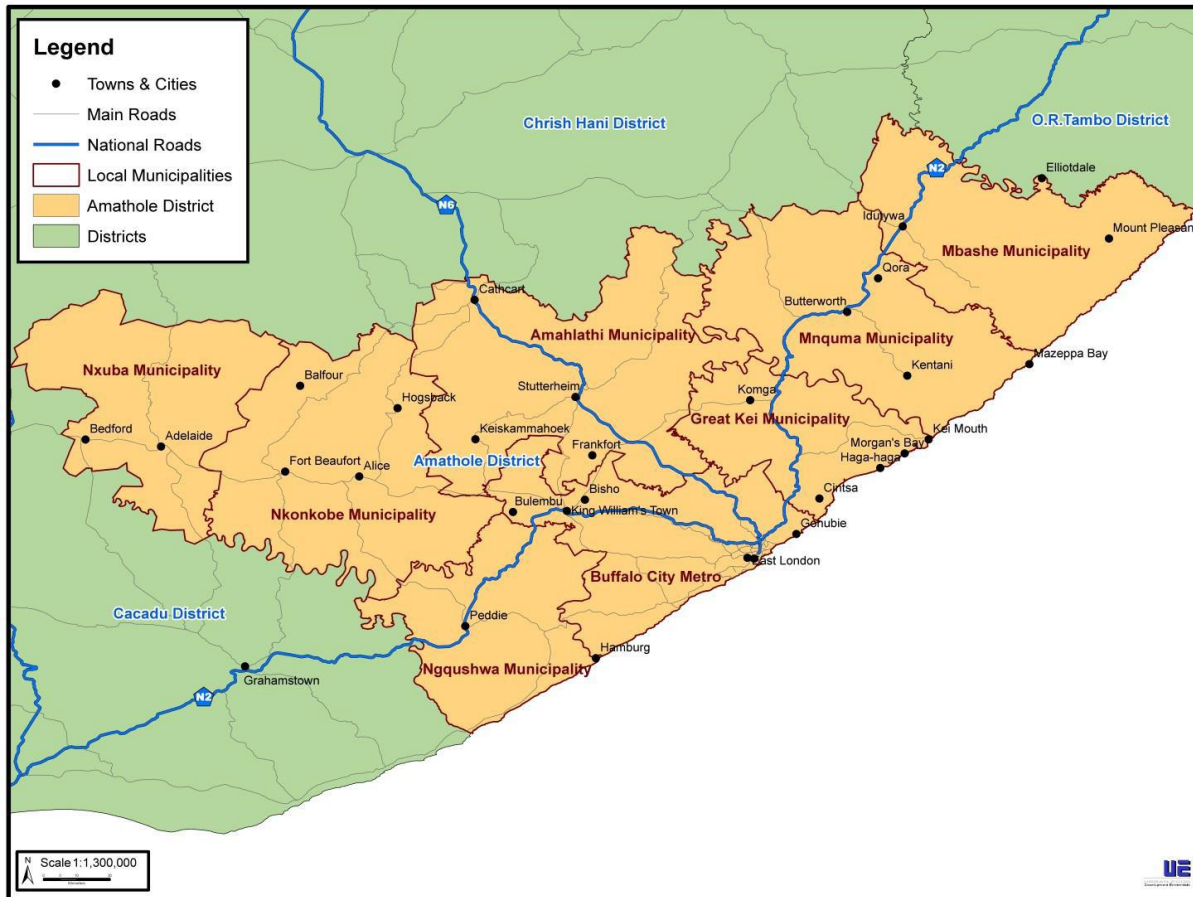 Legend
Towns & Cities
Main Roads
National Roads
Local Municipalities
Amathole District
Districts
Chrish Hani District
O.R.Tambo District
N2
Elliotdale
N6
Idutywa
Mount Pleasan
Mbashe Municipality
Qora
Cathcart
Butterworth
Amahlathi Municipality
Mnquma Municipality
Mazeppa Bay
Nxuba Municipality
Kentani
Balfour
Stutterheim
Komga
Hogsback
Great Kei Municipality
Bedford
Adelaide
Keiskammahoek
Kei Mouth
Morgan's Bay
Frankfort
Haga-haga
Amathole District
Fort Beaufort
Alice
Bisho
Cintsa
Bulembu
King William's Town
Nkonkobe Municipality
Gonubie
East London
Buffalo City Metro
Cacadu District
Peddie
Hamburg
Ngqushwa Municipality
Grahamstown
N2
N
Scale 1:1,300,000
UE